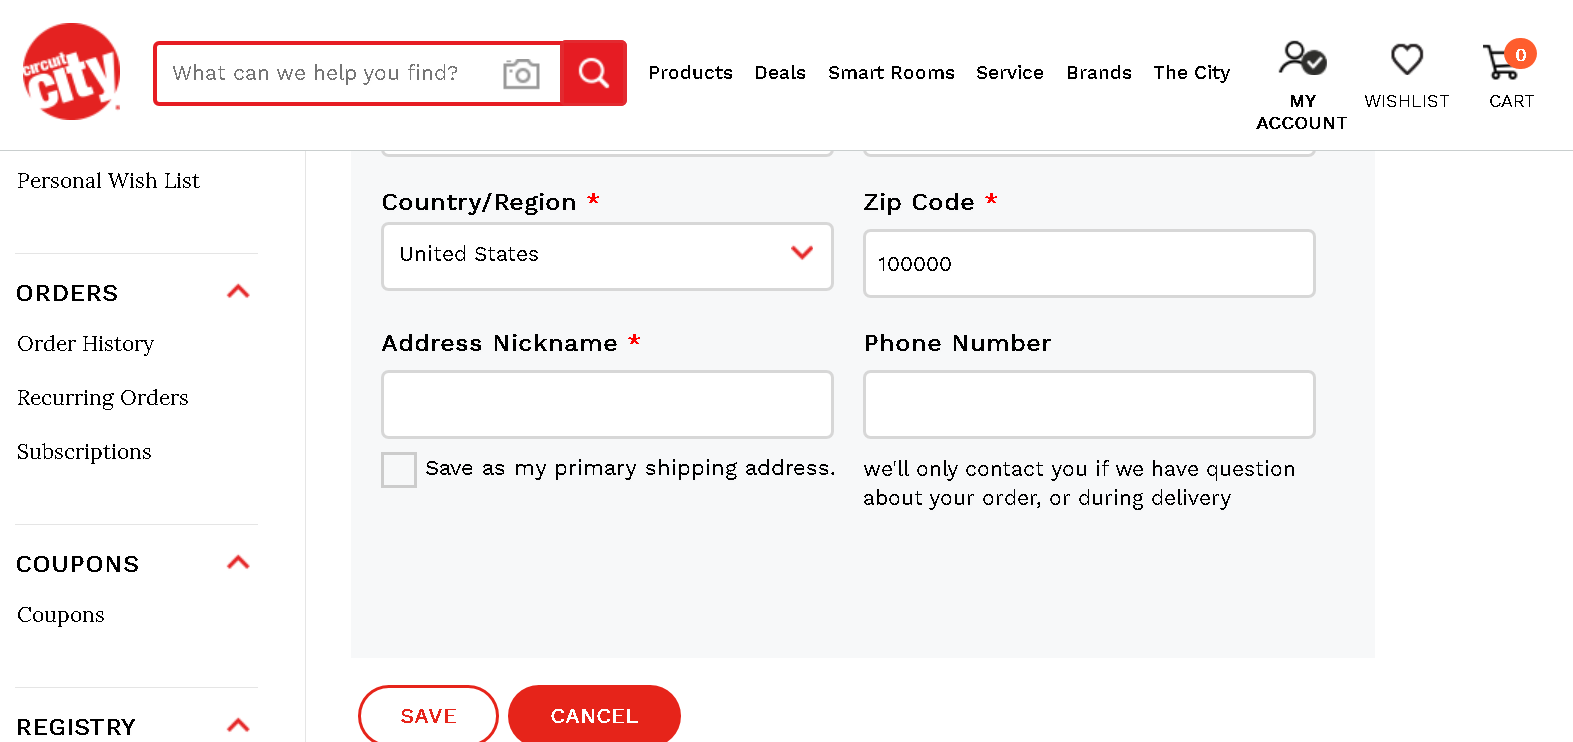 circuit city
What can we help you find?
Products Deals Smart Rooms Service Brands The City
MY ACCOUNT
WISHLIST
0
CART
Personal Wish List
ORDERS
Order History
Recurring Orders
Subscriptions
COUPONS
Coupons
REGISTRY
Country/Region *
United States
Zip Code *
100000
Address Nickname *
Phone Number
Save as my primary shipping address.
we'll only contact you if we have question
about your order, or during delivery
SAVE
CANCEL